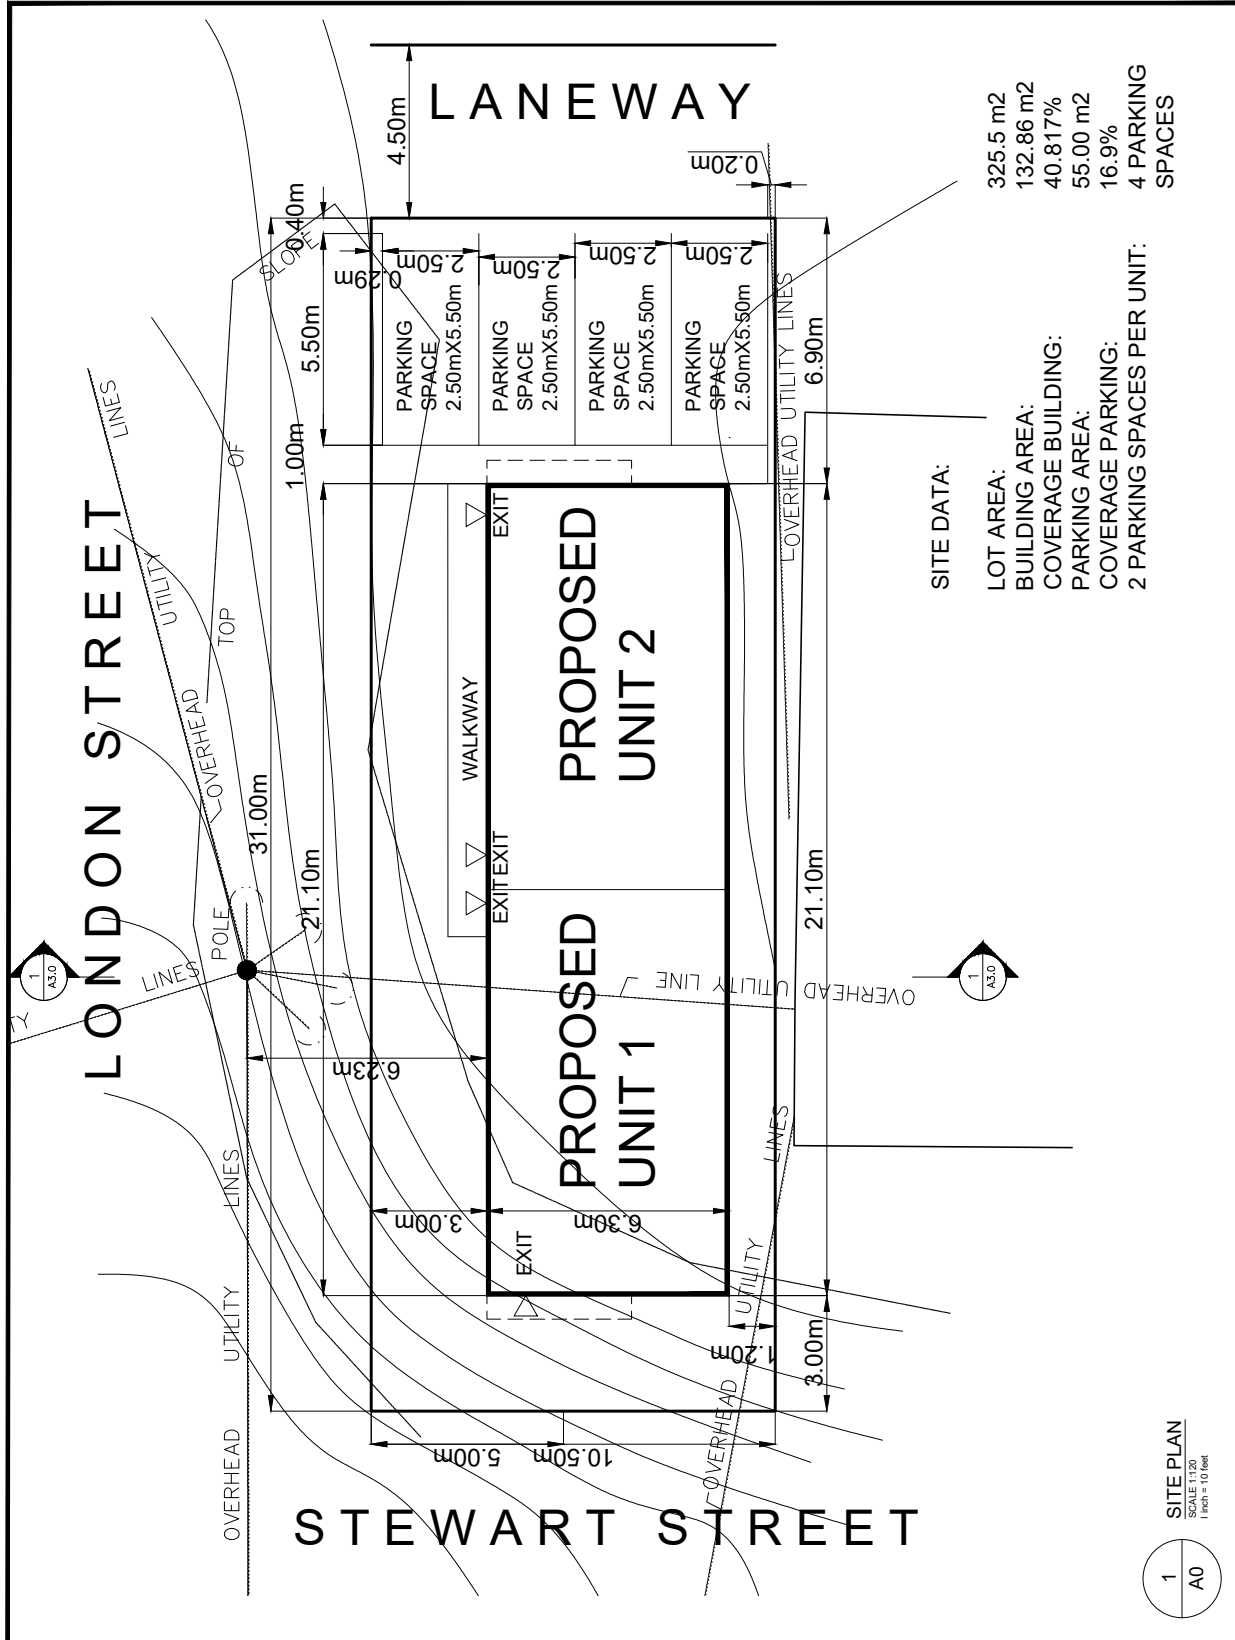 LANEWAY
4.50m
0.20m
LONDON STREET
0.40m
SLOPE
OF
TOP
5.50m
1.00m
0.29m
2.50m
2.50m
2.50m
2.50m
PARKING
SPACE
2.50mX5.50m
PARKING
SPACE
2.50mX5.50m
PARKING
SPACE
2.50mX5.50m
PARKING
SPACE
2.50mX5.50m
6.90m
OVERHEAD UTILITY LINES
OVERHEAD UTILITY LINES
31.00m
21.10m
WALKWAY
EXIT
EXIT
EXIT
PROPOSED
UNIT 2
PROPOSED
UNIT 1
21.10m
POLE
LINES
TY
1
A3.0
1
A3.0
OVERHEAD UTILITY LINE
6.23m
3.00m
6.30m
EXIT
1.20m
3.00m
OVERHEAD UTILITY LINES
OVERHEAD UTILITY LINES
5.00m
10.50m
STEWART STREET
SITE DATA:
LOT AREA: 325.5 m2
BUILDING AREA: 132.86 m2
COVERAGE BUILDING: 40.817%
PARKING AREA: 55.00 m2
COVERAGE PARKING: 16.9%
2 PARKING SPACES PER UNIT: 4 PARKING
SPACES
1
A0
SITE PLAN
SCALE 1:120
1 inch = 10 feet